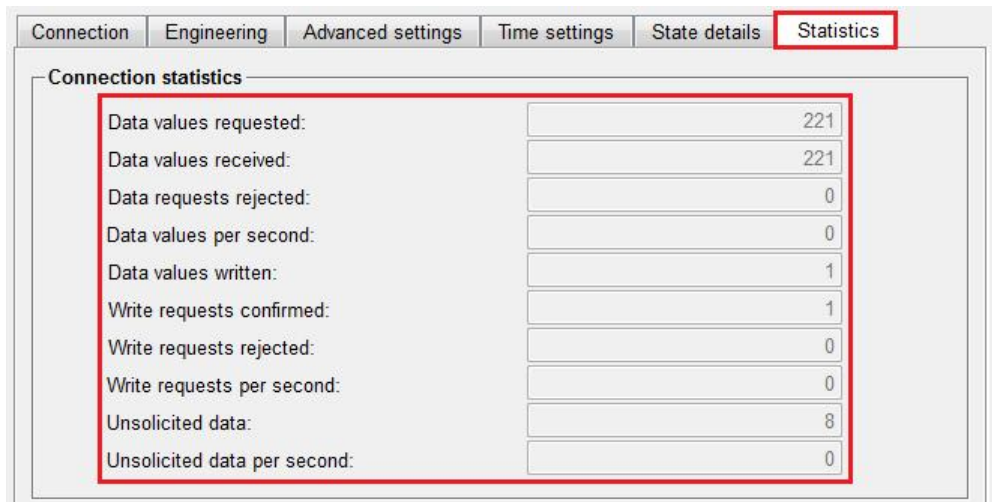 Connection Engineering Advanced settings Time settings State details Statistics
Connection statistics
Data values requested: 221
Data values received: 221
Data requests rejected: 0
Data values per second: 0
Data values written: 1
Write requests confirmed: 1
Write requests rejected: 0
Write requests per second: 0
Unsolicited data: 8
Unsolicited data per second: 0